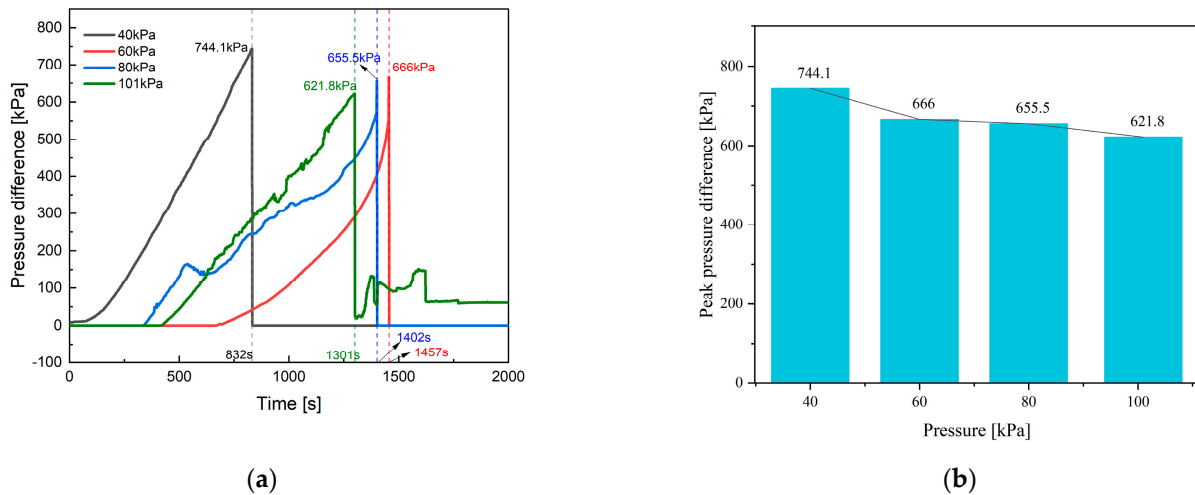 800
700
600
500
400
300
200
100
0
-100
Pressure difference [kPa]
40kPa
60kPa
80kPa
101kPa
744.1kPa
655.5kPa
666kPa
621.8kPa
832s
1301s
1402s
1457s
0 500 1000 1500 2000
Time [s]
(a)
800
600
400
200
0
Peak pressure difference [kPa]
744.1
666
655.5
621.8
40 60 80 100
Pressure [kPa]
(b)